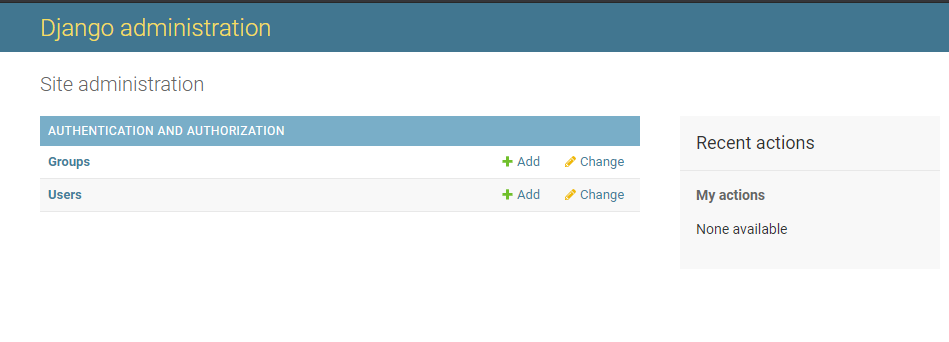 Django administration
Site administration
AUTHENTICATION AND AUTHORIZATION
Groups Add Change
Users Add Change
Recent actions
My actions
None available